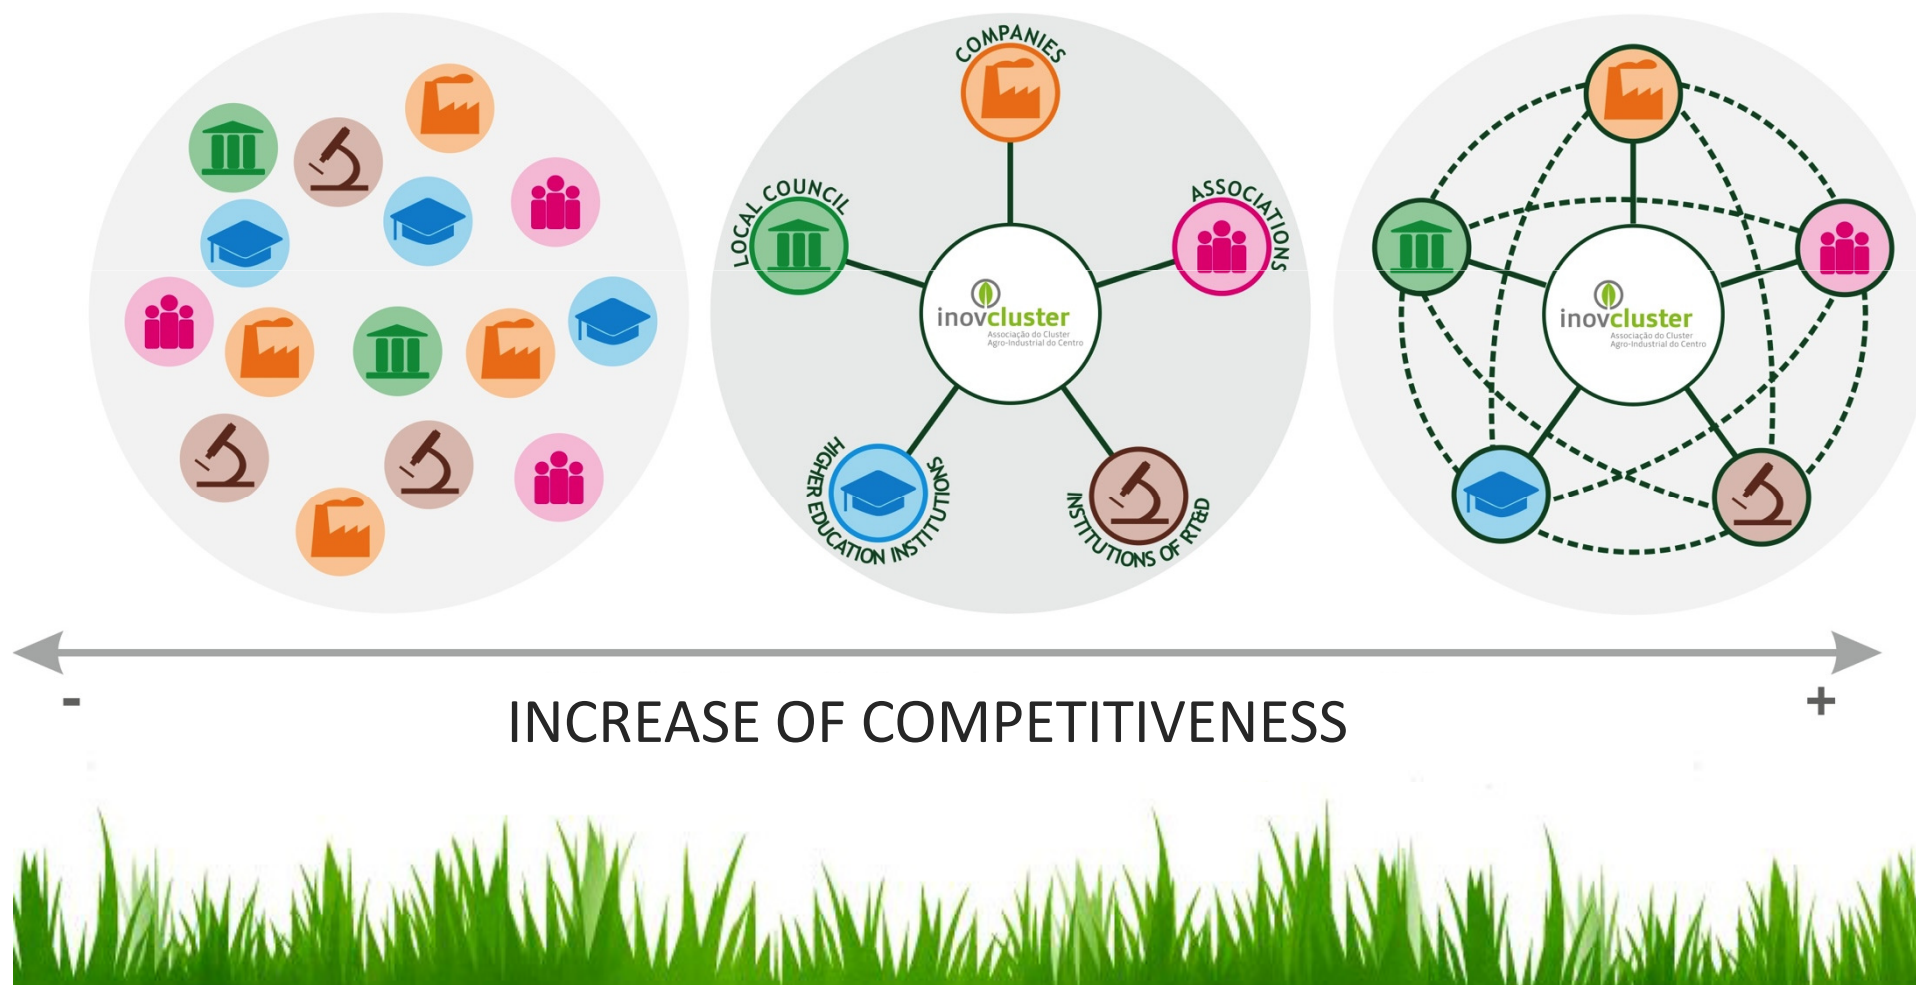 COMPANIES
LOCAL COUNCIL
ASSOCIATIONS
inovcluster
Associação do Cluster
Agro-Industrial do Centro
HIGHER EDUCATION INSTITUTIONS
INSTITUTIONS OF RT&D
inovcluster
Associação do Cluster
Agro-Industrial do Centro
-
+
INCREASE OF COMPETITIVENESS